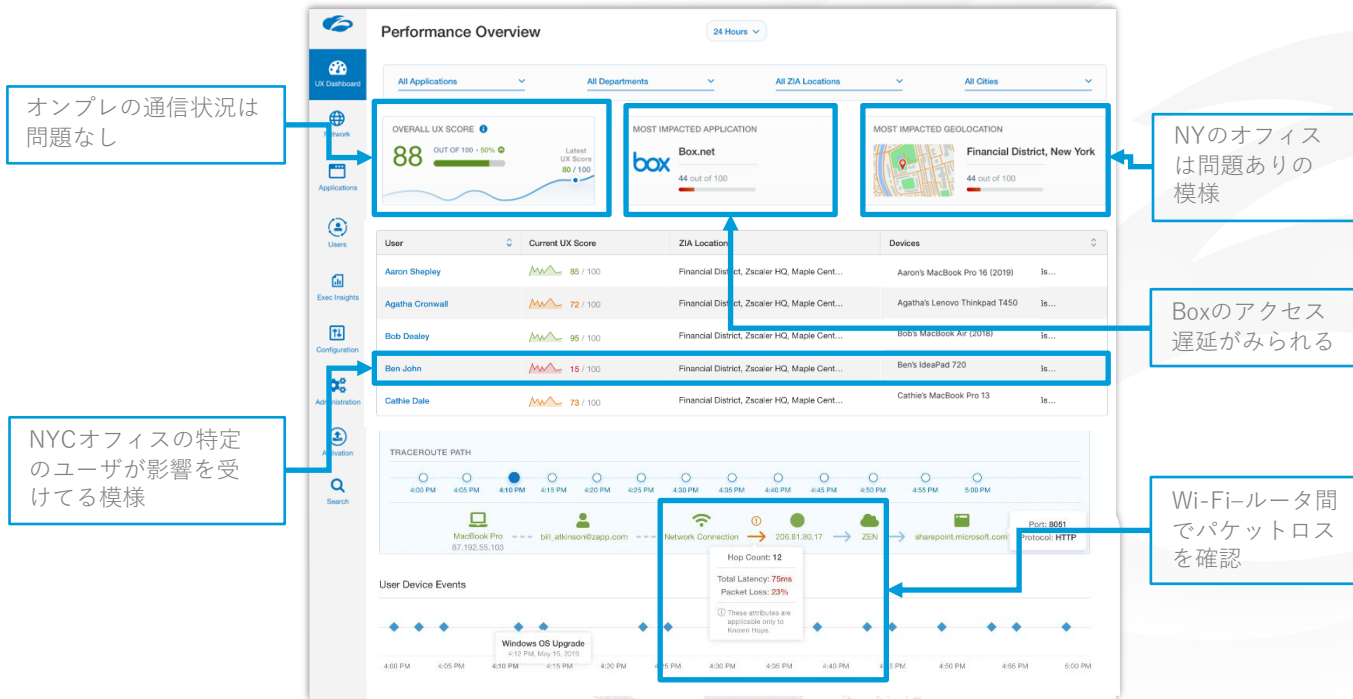 Performance Overview
24 Hours
UX Dashboard
All Applications
All Departments
All ZIA Locations
All Cities
オンプレの通信状況は
問題なし
Network
Applications
OVERALL UX SCORE
88
OUT OF 100 - 50%
Latest
UX Score
80 / 100
MOST IMPACTED APPLICATION
box
Box.net
44 out of 100
MOST IMPACTED GEOLOCATION
Financial District, New York
44 out of 100
NYのオフィス
は問題ありの
模様
Users
User
Current UX Score
ZIA Location
Devices
Aaron Shepley
85 / 100
Financial District, Zscaler HQ, Maple Cent...
Aaron's MacBook Pro 16 (2019)
Exec Insights
Agatha Cronwall
72 / 100
Financial District, Zscaler HQ, Maple Cent...
Agatha's Lenovo Thinkpad T450
Configuration
Bob Dealey
95 / 100
Financial District, Zscaler HQ, Maple Cent...
Bob's MacBook Air (2018)
Boxのアクセス
遅延がみられる
Ben John
15 / 100
Financial District, Zscaler HQ, Maple Cent...
Ben's IdeaPad 720
Administration
Cathie Dale
73 / 100
Financial District, Zscaler HQ, Maple Cent...
Cathie's MacBook Pro 13
NYCオフィスの特定
のユーザが影響を受
けてる模様
Activation
Search
TRACEROUTE PATH
4:00 PM 4:05 PM 4:10 PM 4:15 PM 4:20 PM 4:25 PM 4:30 PM 4:35 PM 4:40 PM 4:45 PM 4:50 PM 4:55 PM 5:00 PM
MacBook Pro
87.192.55.103
bill_atkinson@zapp.com
Network Connection
206.81.80.17
ZEN
sharepoint.microsoft.com
Port: 8051
Protocol: HTTP
Hop Count: 12
Total Latency: 75ms
Packet Loss: 23%
These attributes are
applicable only to
Known Hops.
Wi-Fi–ルータ間
でパケットロス
を確認
User Device Events
Windows OS Upgrade
4:12 PM, May 15, 2019
4:00 PM 4:05 PM 4:10 PM 4:15 PM 4:20 PM 4:30 PM 4:35 PM 4:40 PM 4:50 PM 4:55 PM 5:00 PM